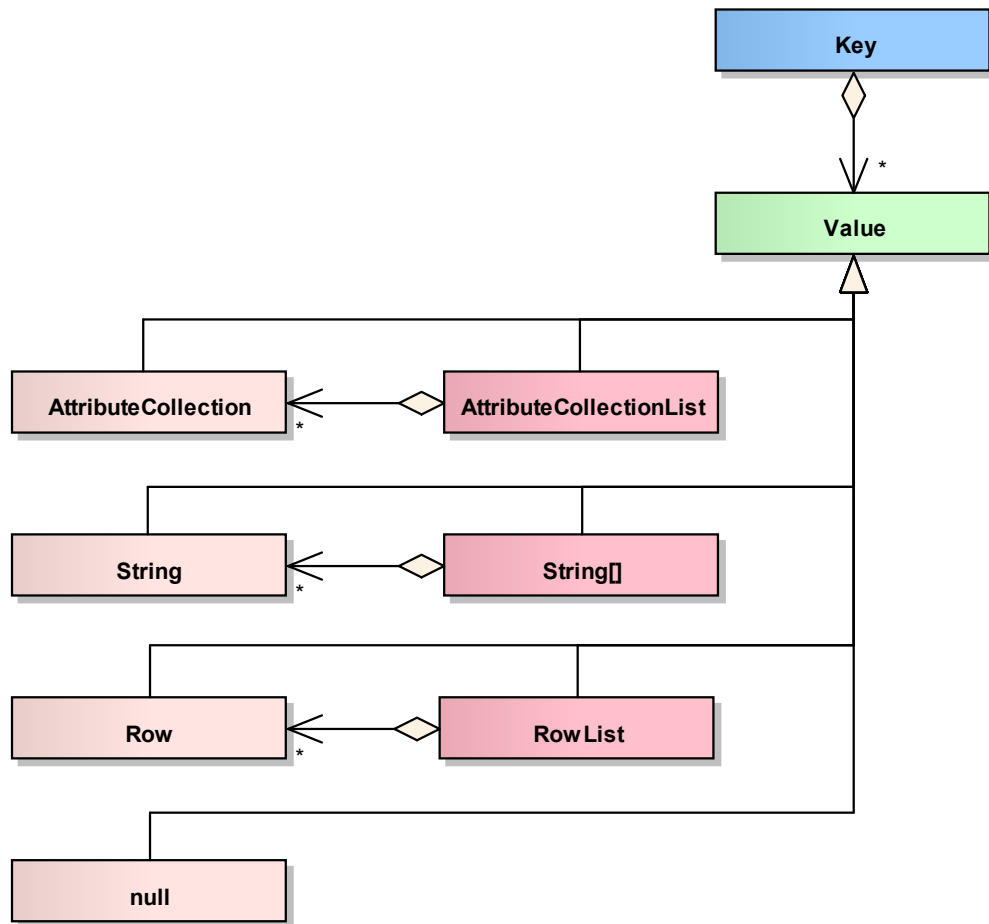 Key
*
Value
AttributeCollection
AttributeCollectionList
*
String
String[]
*
Row
RowList
*
null